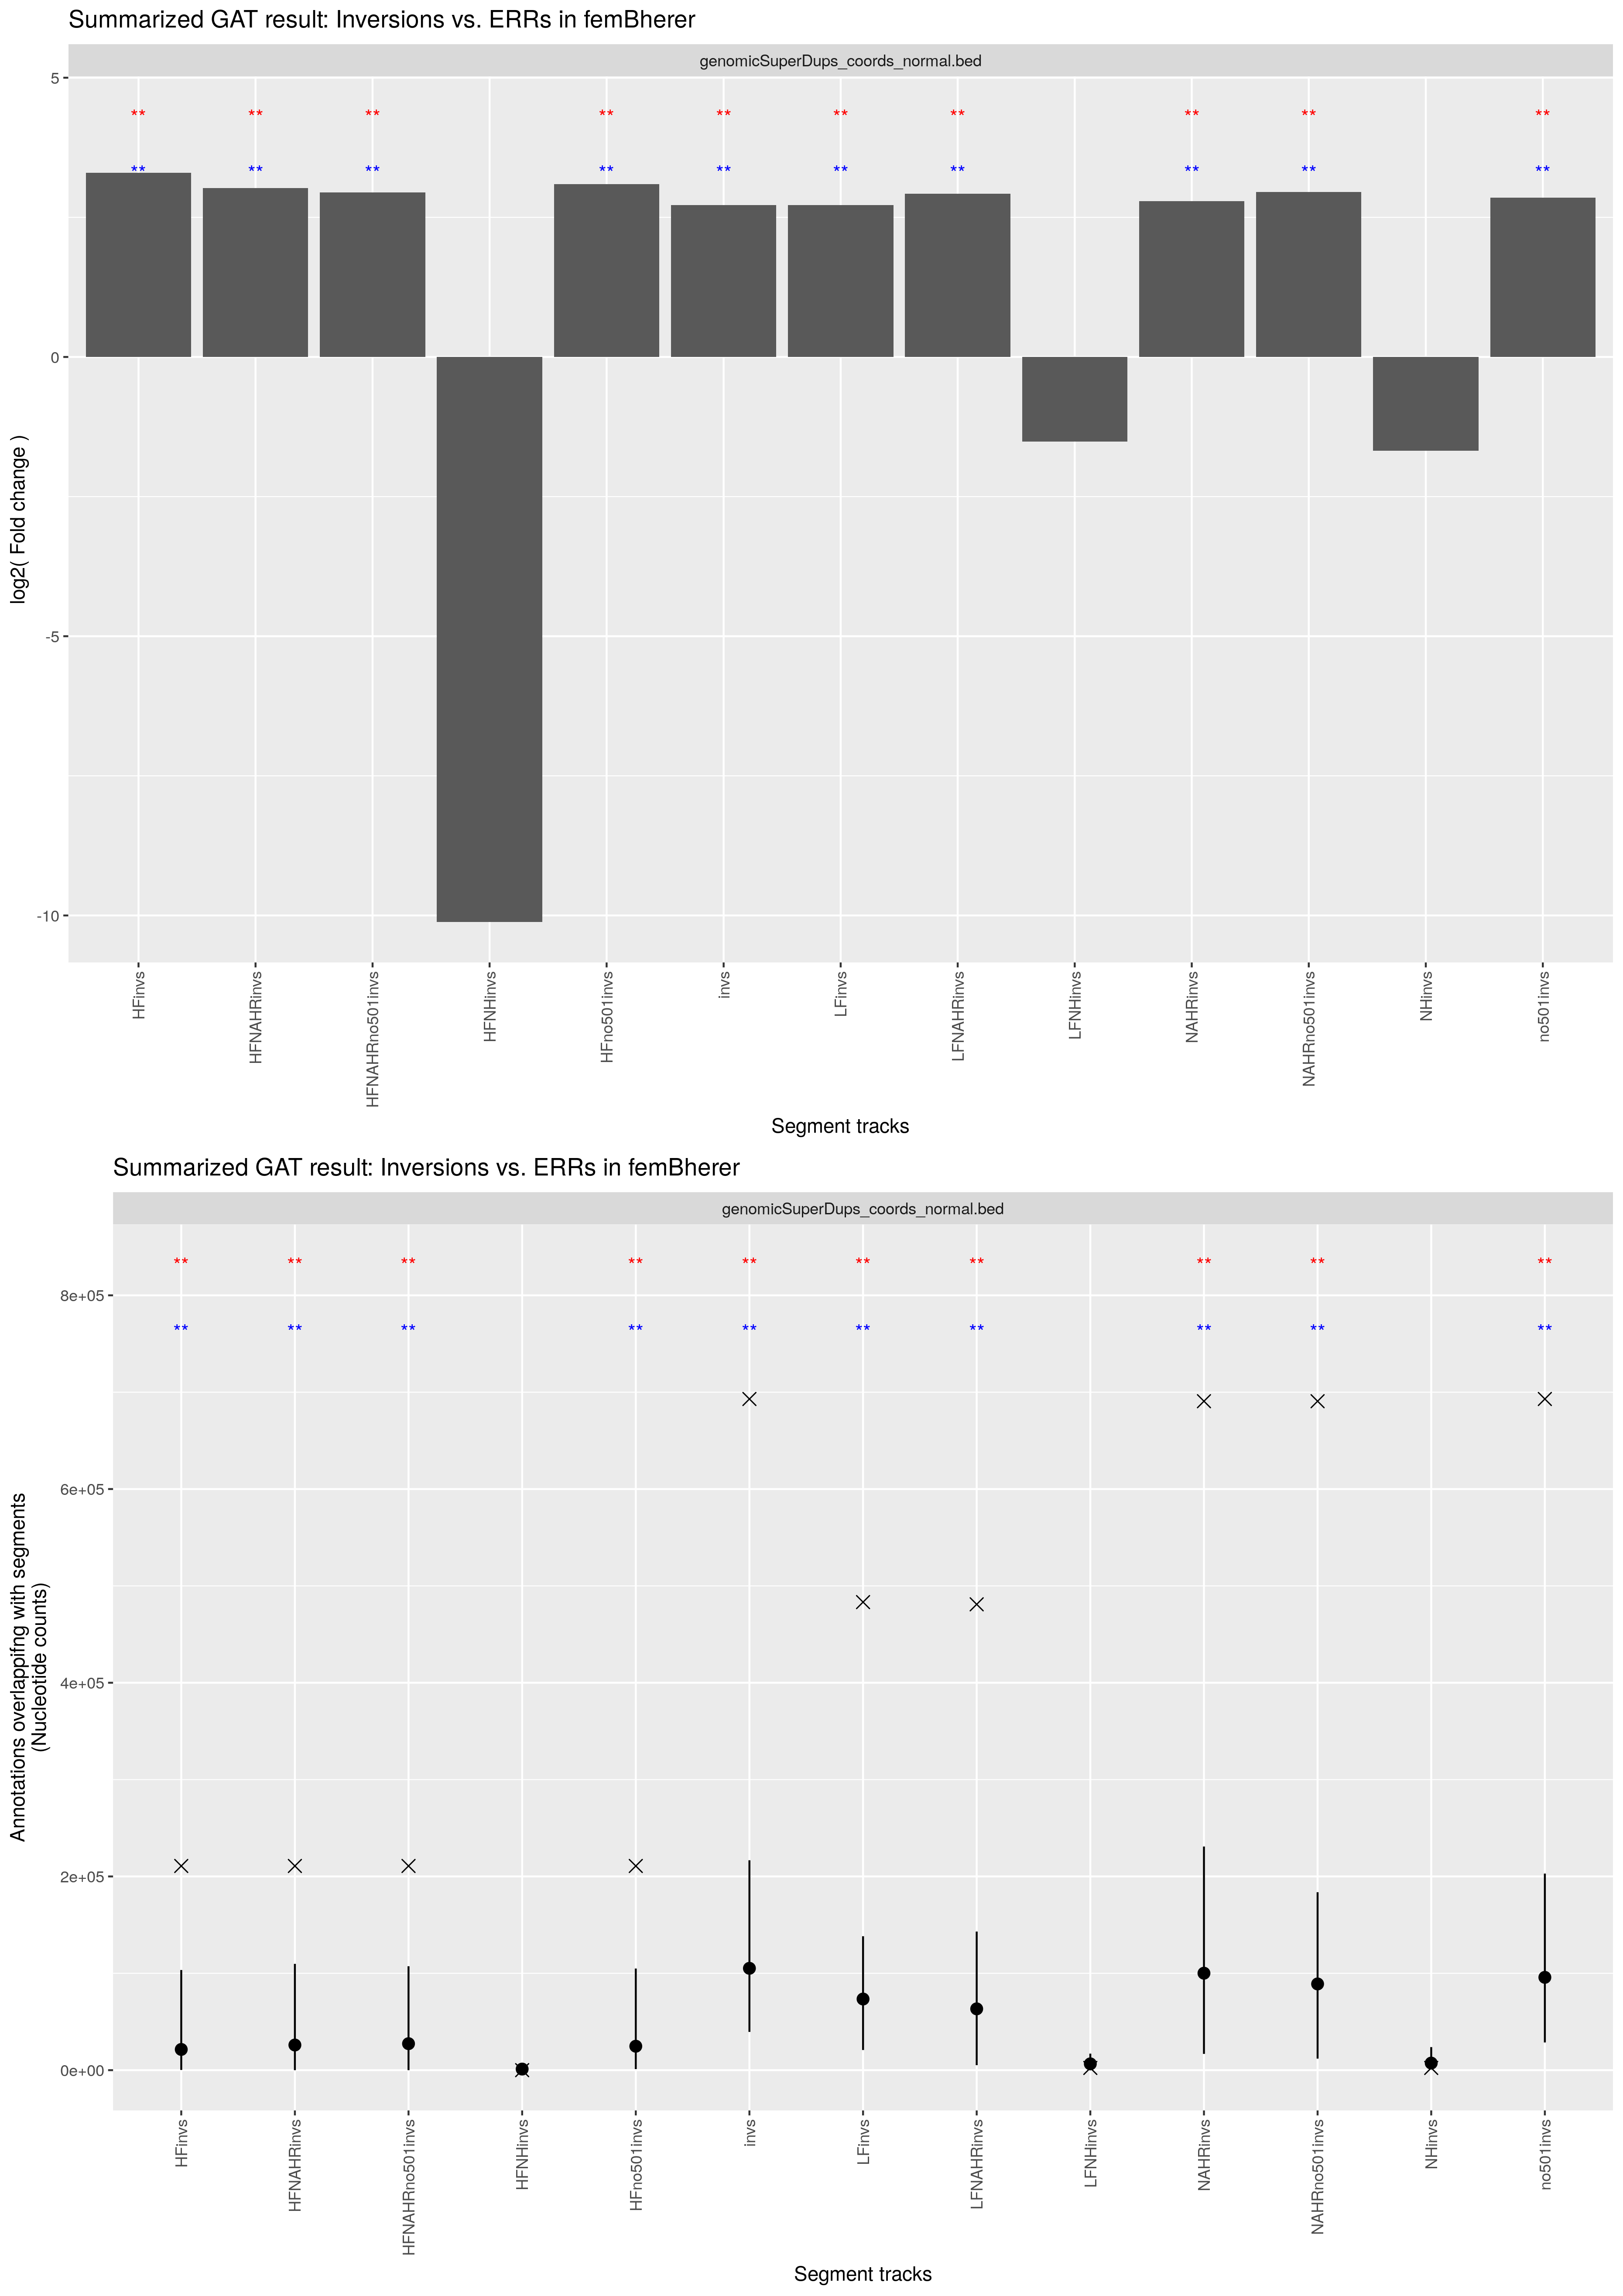 Summarized GAT result: Inversions vs. ERRs in femBherer
genomicSuperDups_coords_normal.bed
5
** ** ** ** ** ** ** ** ** **
** ** ** ** ** ** ** ** ** **
0
-5
-10
log2( Fold change )
HFinvs
HFNAHRinvs
HFNAHRno501invs
HFNHinvs
HFno501invs
invs
LFinvs
LFNAHRinvs
LFNHinvs
NAHRinvs
NAHRno501invs
NHinvs
no501invs
Segment tracks
Summarized GAT result: Inversions vs. ERRs in femBherer
genomicSuperDups_coords_normal.bed
** ** ** ** ** ** ** ** ** **
8e+05
** ** ** ** ** ** ** ** ** **
6e+05
4e+05
2e+05
0e+00
Annotations overlappifng with segments
(Nucleotide counts)
HFinvs
HFNAHRinvs
HFNAHRno501invs
HFNHinvs
HFno501invs
invs
LFinvs
LFNAHRinvs
LFNHinvs
NAHRinvs
NAHRno501invs
NHinvs
no501invs
Segment tracks